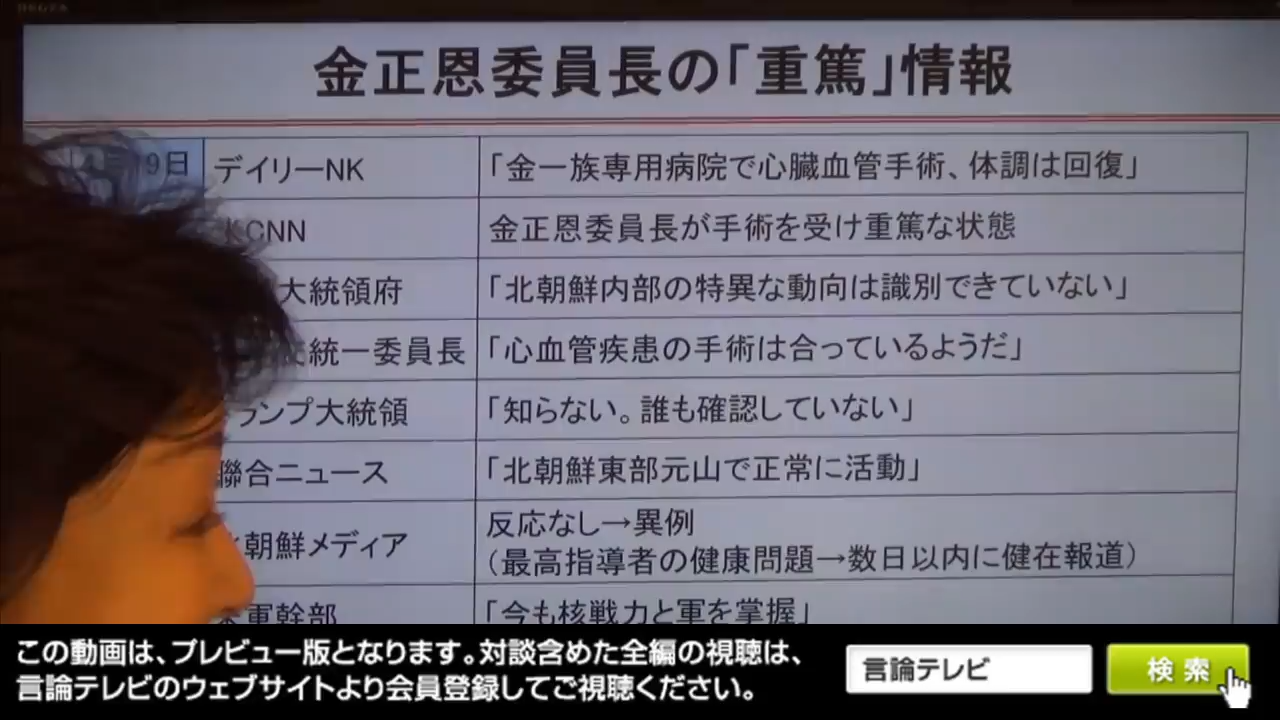 金正恩委員長の「重篤」情報
9日 デイリーNK 「金一族専用病院で心臓血管手術、体調は回復」
CNN 金正恩委員長が手術を受け重篤な状態
大統領府 「北朝鮮内部の特異な動向は識別できていない」
統一委員長 「心血管疾患の手術は合っているようだ」
ランプ大統領 「知らない。誰も確認していない」
聯合ニュース 「北朝鮮東部元山で正常に活動」
朝鮮メディア 反応なし→異例
（最高指導者の健康問題→数日以内に健在報道）
軍幹部 「今も核戦力と軍を掌握」
この動画は、プレビュー版となります。対談含めた全編の視聴は、
言論テレビのウェブサイトより会員登録してご視聴ください。
言論テレビ
検索